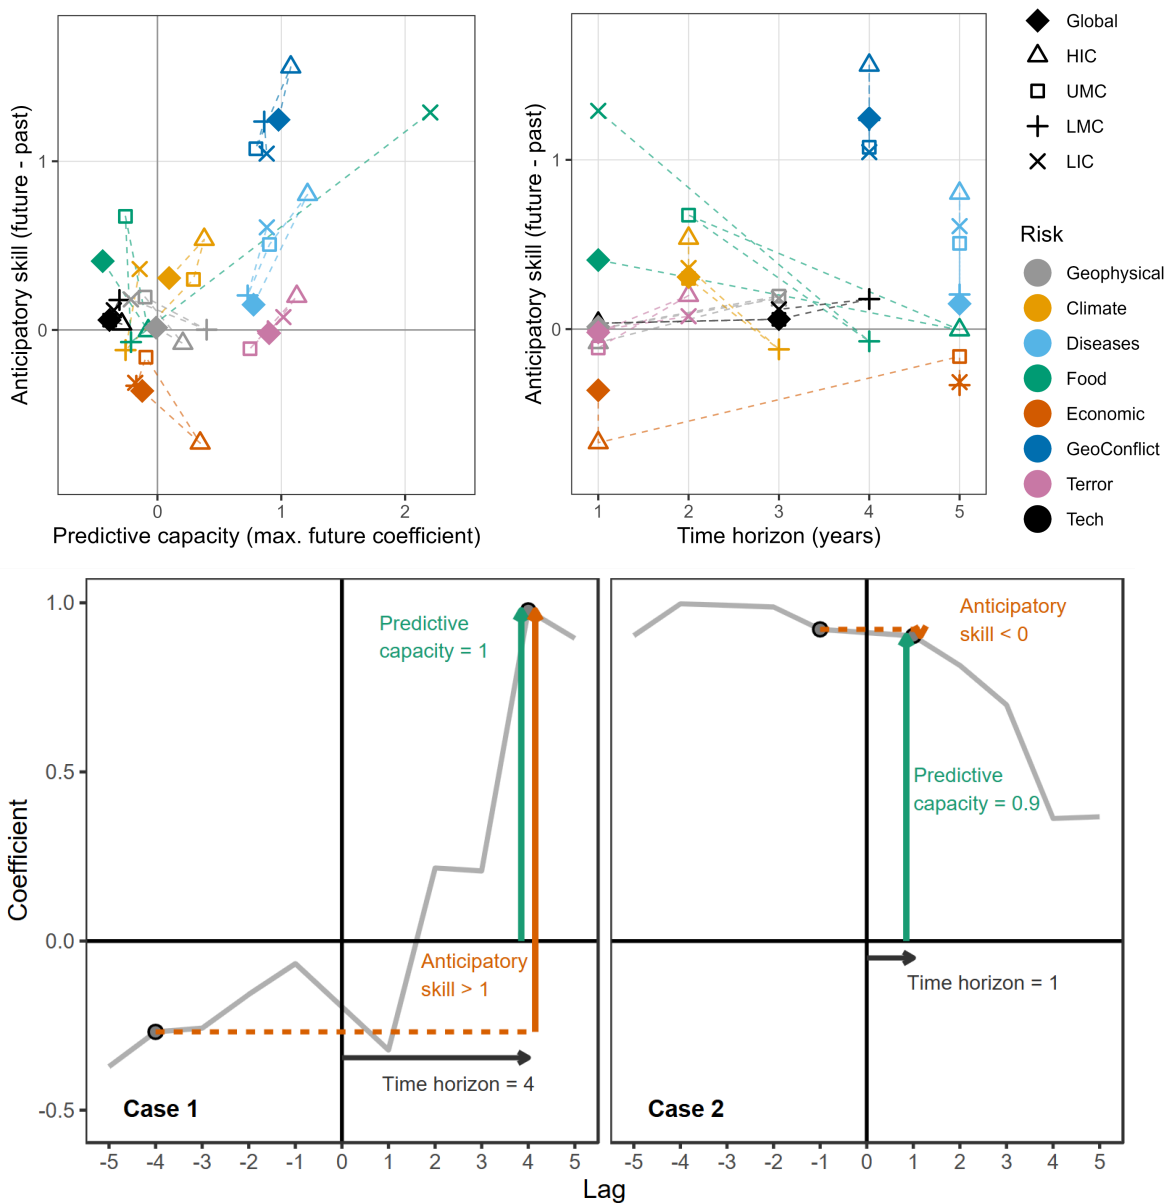 Anticipatory skill (future - past)
1
0
0
1
2
Predictive capacity (max. future coefficient)
Anticipatory skill (future - past)
1
0
1
2
3
4
5
Time horizon (years)
Global
HIC
UMC
LMC
LIC
Risk
Geophysical
Climate
Diseases
Food
Economic
GeoConflict
Terror
Tech
Coefficient
1.0
0.5
0.0
-0.5
Predictive
capacity = 1
Anticipatory
skill > 1
Time horizon = 4
Case 1
-5
-4
-3
-2
-1
0
1
2
3
4
5
Anticipatory
skill < 0
Predictive
capacity = 0.9
Time horizon = 1
Case 2
-5
-4
-3
-2
-1
0
1
2
3
4
5
Lag